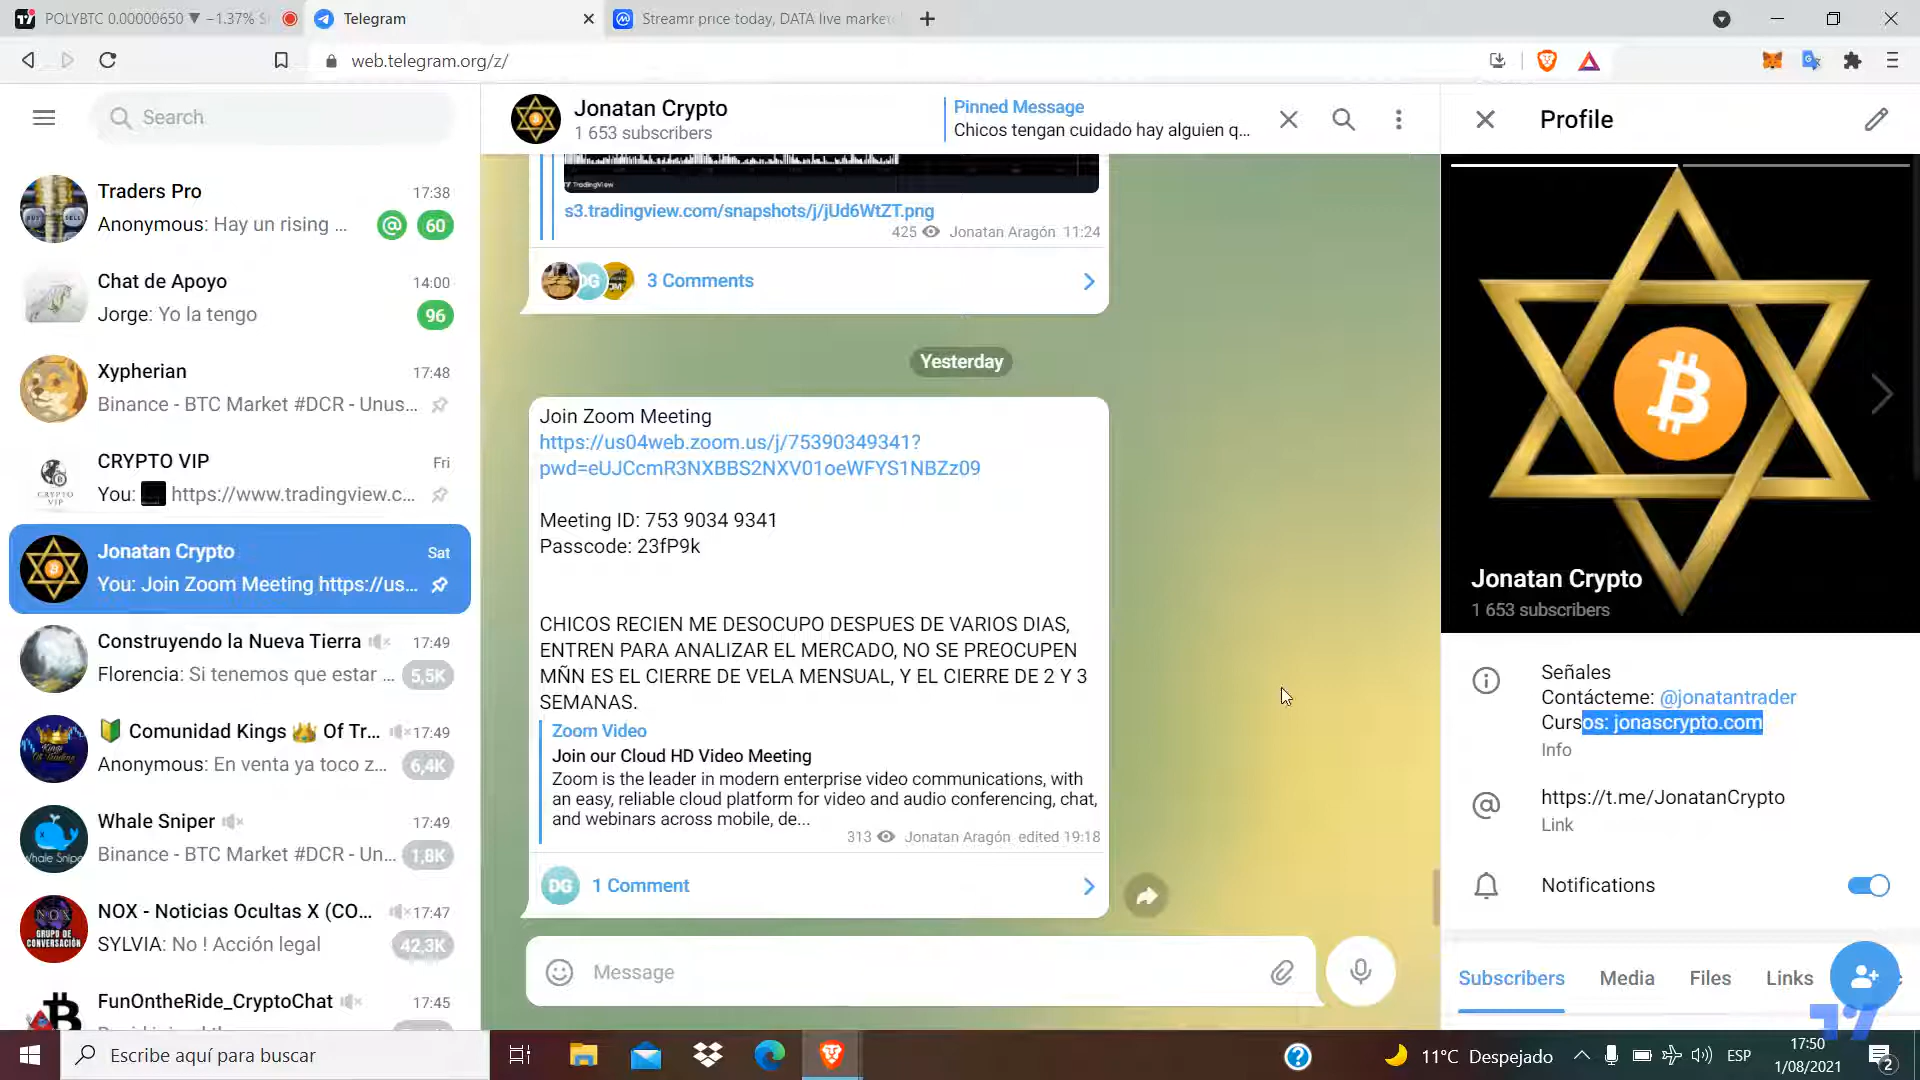 POLYBTC 0.00000650 ▼ −1.37%
Telegram
Streamr price today, DATA live marke
web.telegram.org/z/
Search
Traders Pro
17:38
Anonymous: Hay un rising ...
@
60
Chat de Apoyo
14:00
Jorge: Yo la tengo
96
Xypherian
17:48
Binance - BTC Market #DCR - Unus...
CRYPTO VIP
Fri
You: https://www.tradingview.c...
CRYPTO
VIP
Jonatan Crypto
Sat
You: Join Zoom Meeting https://us...
Construyendo la Nueva Tierra
17:49
Florencia: Si tenemos que estar ...
5,5K
Comunidad Kings 👑 Of Tr...
17:49
Anonymous: En venta ya toco z...
6,4K
Whale Sniper
17:49
Binance - BTC Market #DCR - Un...
1,8K
NOX - Noticias Ocultas X (CO...
17:47
SYLVIA: No ! Acción legal
42,3K
NOX
GRUPO DE
CONVERSACIÓN
FunOntheRide_CryptoChat
17:45
Jonatan Crypto
1 653 subscribers
Pinned Message
Chicos tengan cuidado hay alguien q...
TradingView
s3.tradingview.com/snapshots/j/jUd6WtZT.png
425 Jonatan Aragón 11:24
DG
3 Comments
Yesterday
Join Zoom Meeting
https://us04web.zoom.us/j/75390349341?
pwd=eUJCcmR3NXBBS2NXV01oeWFYS1NBZz09
Meeting ID: 753 9034 9341
Passcode: 23fP9k
CHICOS RECIEN ME DESOCUPO DESPUES DE VARIOS DIAS,
ENTREN PARA ANALIZAR EL MERCADO, NO SE PREOCUPEN
MÑN ES EL CIERRE DE VELA MENSUAL, Y EL CIERRE DE 2 Y 3
SEMANAS.
Zoom Video
Join our Cloud HD Video Meeting
Zoom is the leader in modern enterprise video communications, with
an easy, reliable cloud platform for video and audio conferencing, chat,
and webinars across mobile, de...
313 Jonatan Aragón edited 19:18
DG
1 Comment
Message
Profile
Jonatan Crypto
1 653 subscribers
Señales
Contácteme: @jonatantrader
Cursos: jonascrypto.com
Info
https://t.me/JonatanCrypto
Link
Notifications
Subscribers
Media
Files
Links
Escribe aquí para buscar
11°C Despejado
ESP
17:50
1/08/2021
2